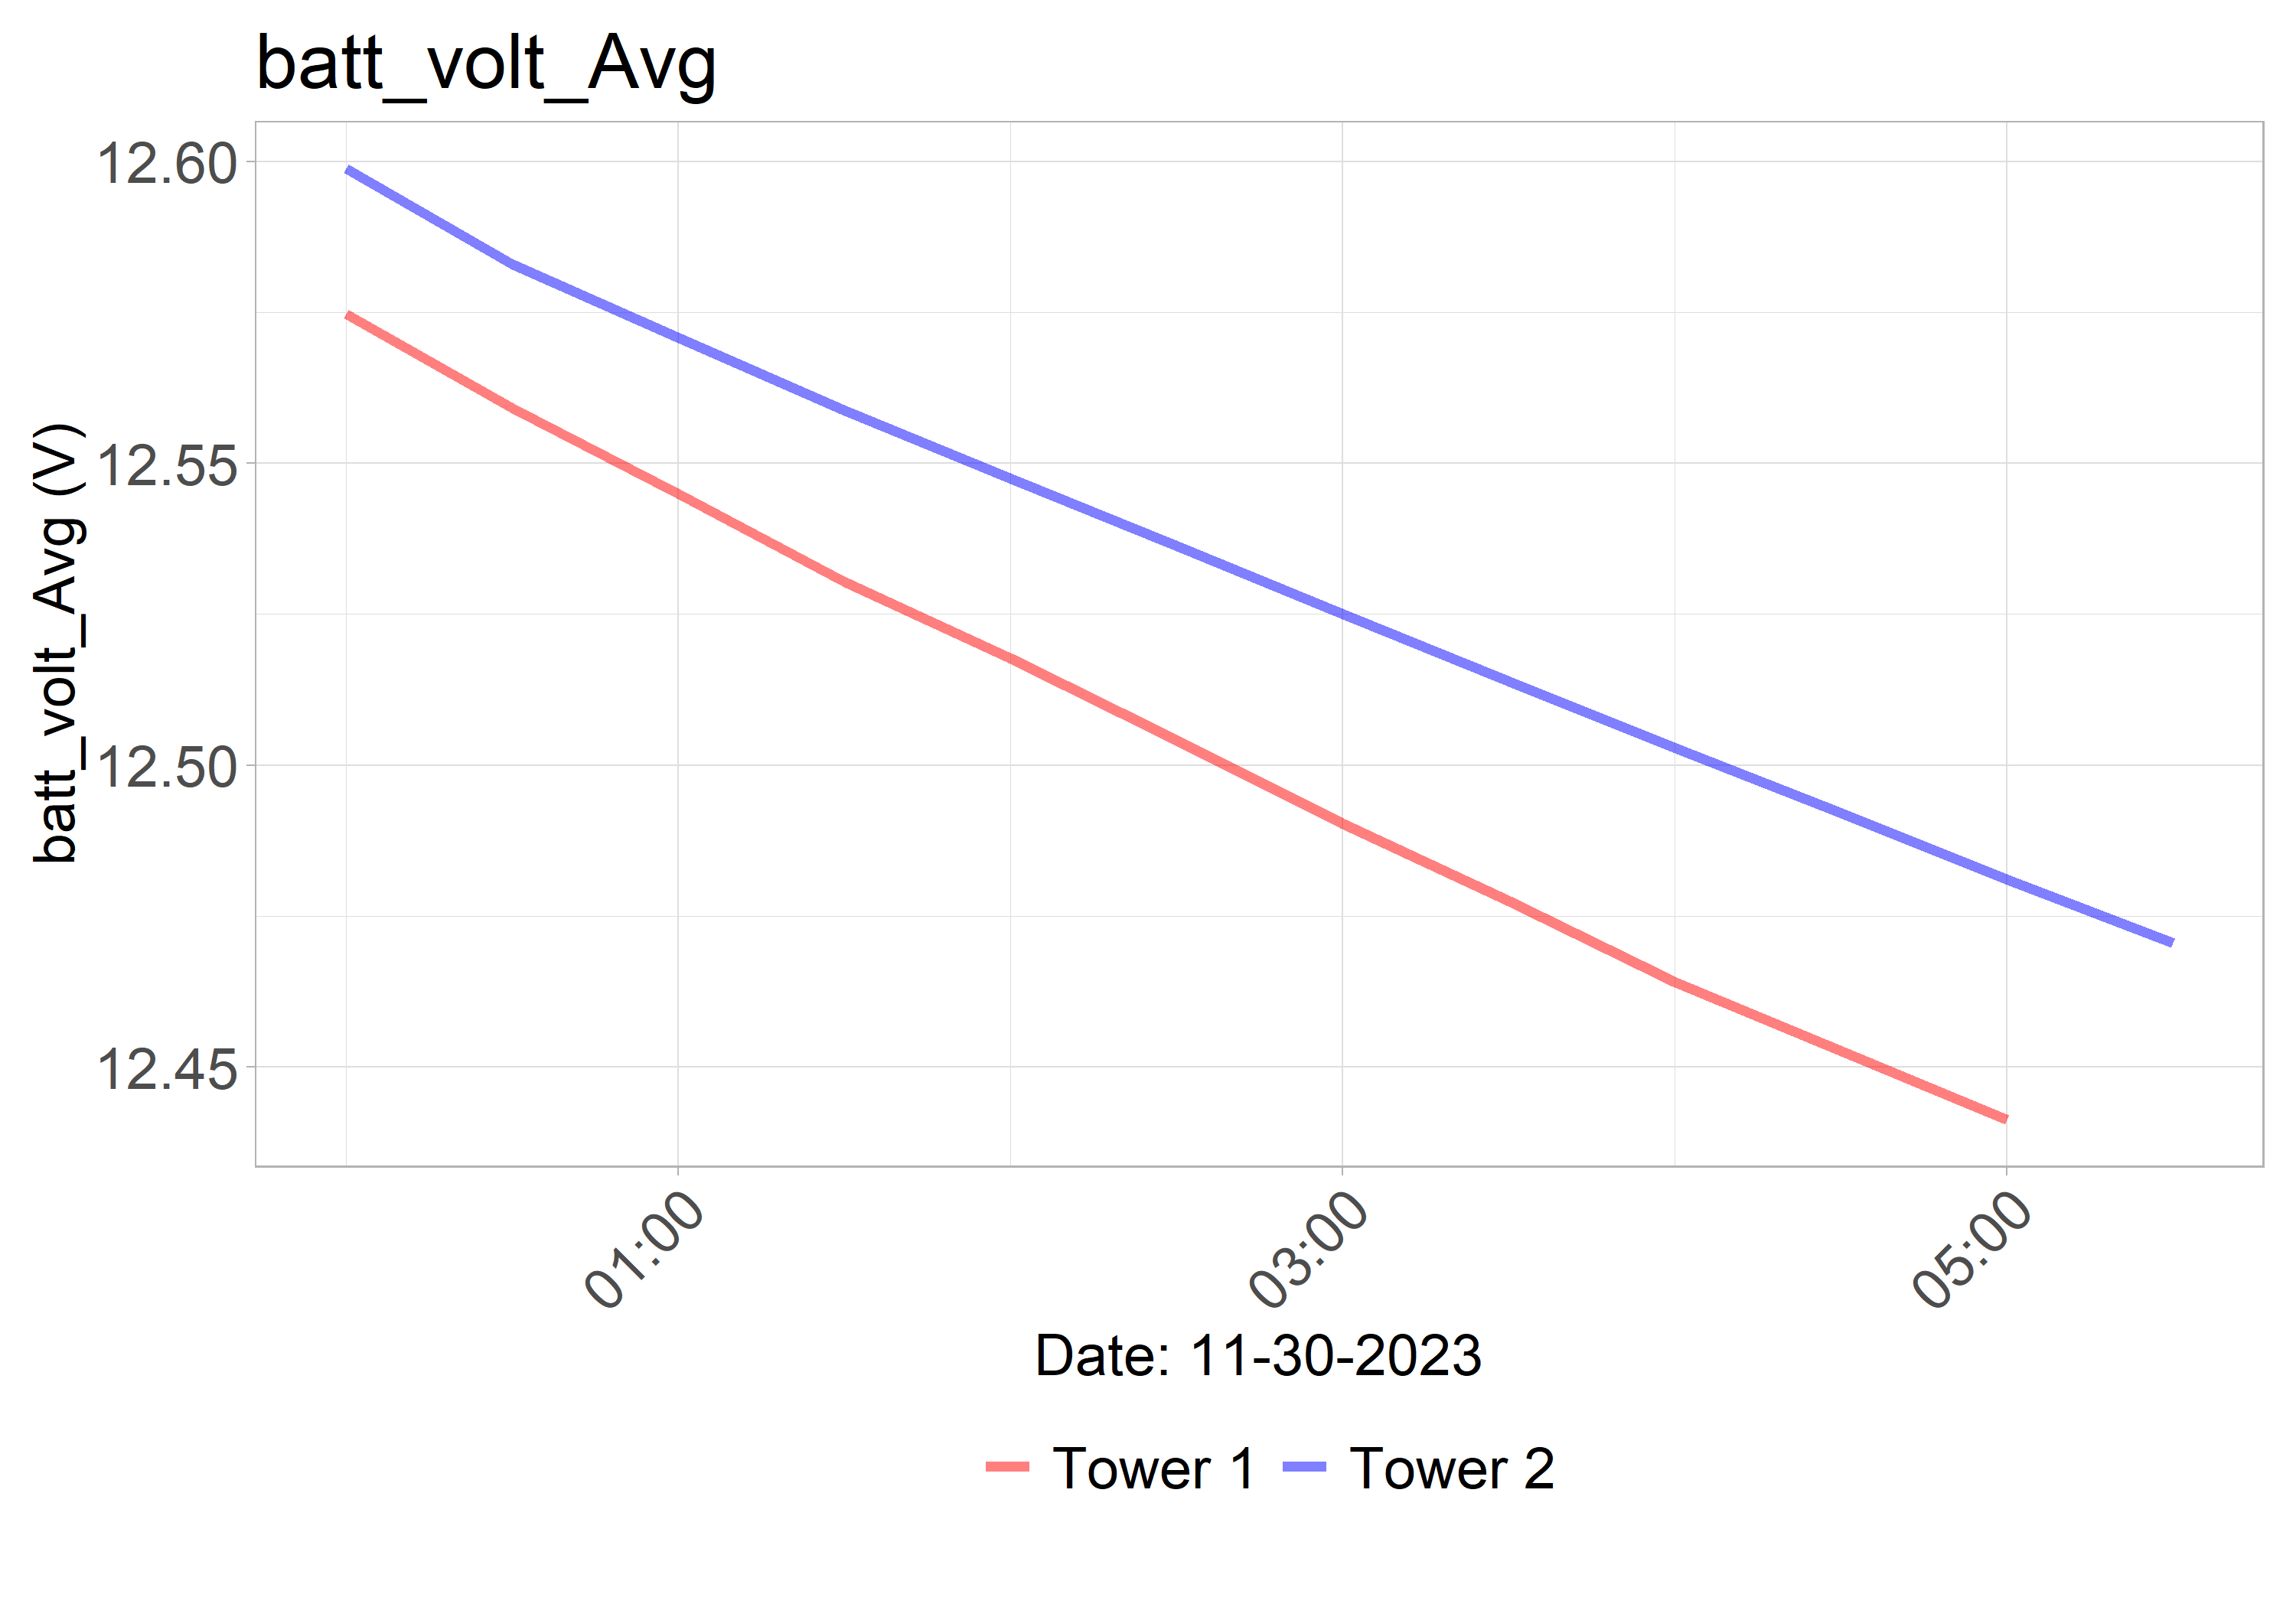 batt_volt_Avg
batt_volt_Avg (V)
12.60
12.55
12.50
12.45
01:00
03:00
05:00
Date: 11-30-2023
Tower 1
Tower 2